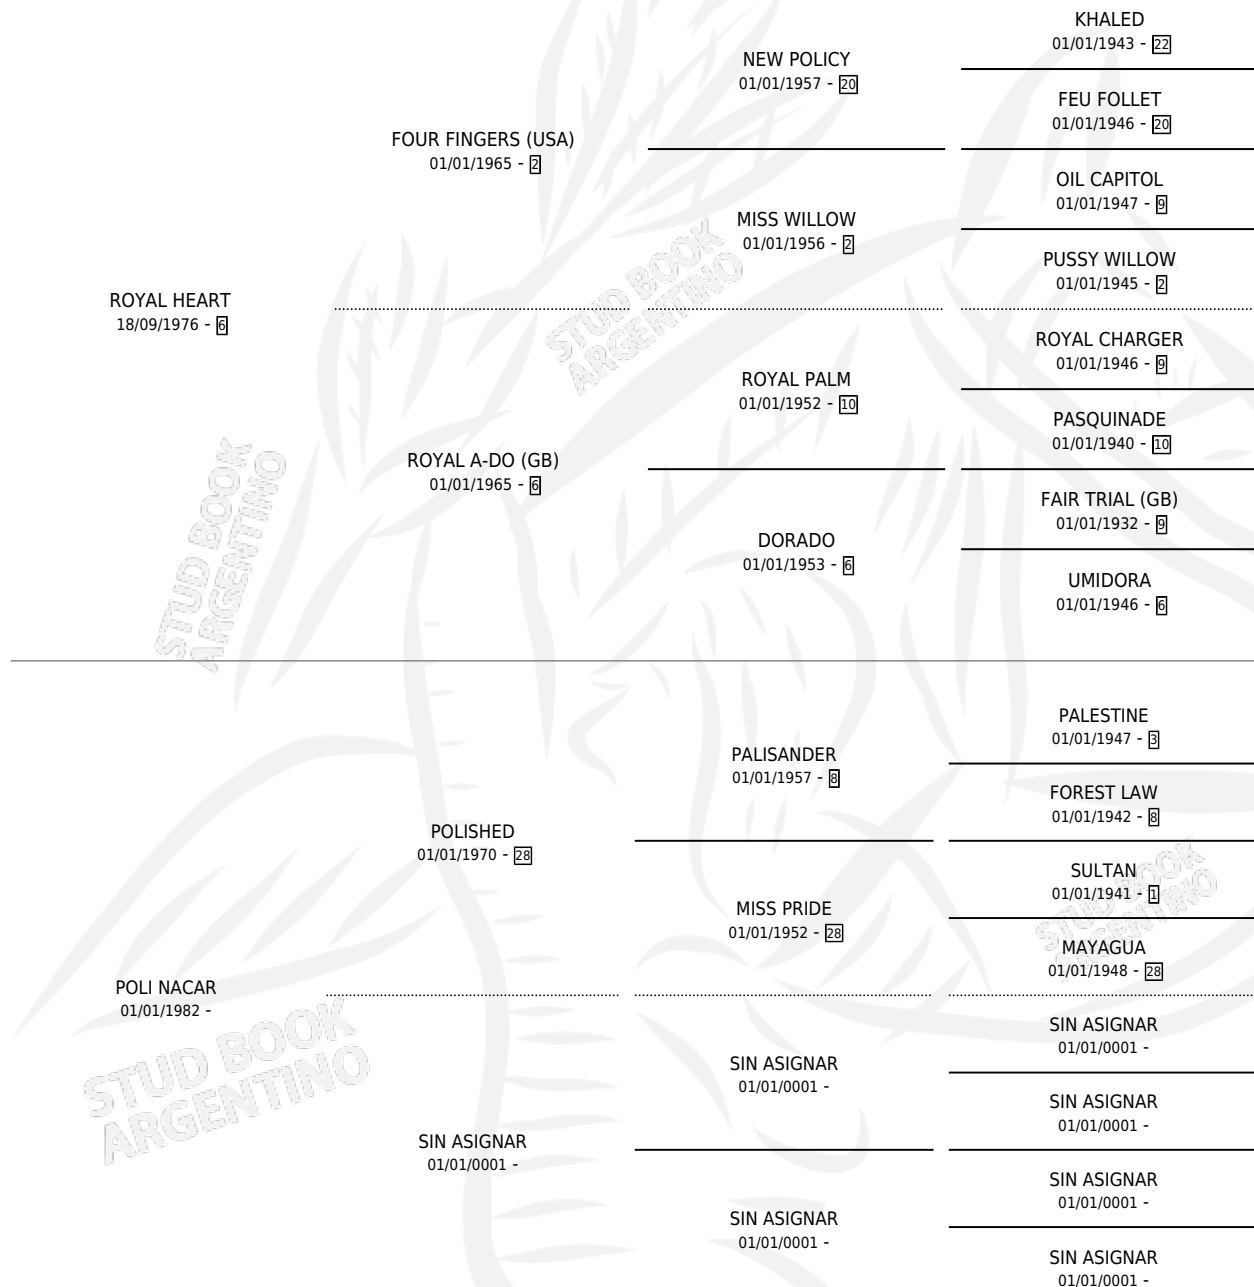 KHALED
01/01/1943 - 22
NEW POLICY
01/01/1957 - 20
FEU FOLLET
01/01/1946 - 20
FOUR FINGERS (USA)
01/01/1965 - 2
OIL CAPITOL
01/01/1947 - 9
MISS WILLOW
01/01/1956 - 2
PUSSY WILLOW
01/01/1945 - 2
ROYAL HEART
18/09/1976 - 6
ROYAL CHARGER
01/01/1946 - 9
ROYAL PALM
01/01/1952 - 10
PASQUINADE
01/01/1940 - 10
ROYAL A-DO (GB)
01/01/1965 - 6
FAIR TRIAL (GB)
01/01/1932 - 9
DORADO
01/01/1953 - 6
UMIDORA
01/01/1946 - 6
STUD BOOK
ARGENTINO
STUD BOOK
ARGENTINO
PALESTINE
01/01/1947 - 3
PALISANDER
01/01/1957 - 8
FOREST LAW
01/01/1942 - 8
POLISHED
01/01/1970 - 28
SULTAN
01/01/1941 - 1
MISS PRIDE
01/01/1952 - 28
MAYAGUA
01/01/1948 - 28
POLI NACAR
01/01/1982 -
SIN ASIGNAR
01/01/0001 -
SIN ASIGNAR
01/01/0001 -
SIN ASIGNAR
01/01/0001 -
SIN ASIGNAR
01/01/0001 -
SIN ASIGNAR
01/01/0001 -
SIN ASIGNAR
01/01/0001 -
SIN ASIGNAR
01/01/0001 -
STUD BOOK
ARGENTINO
STUD BOOK
ARGENTINO